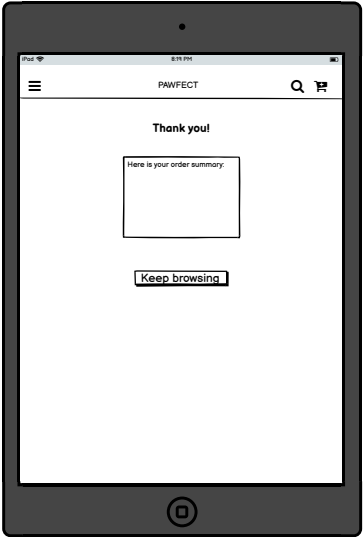 iPad 8:19 PM
PAWFECT
Thank you!
Here is your order summary:
Keep browsing